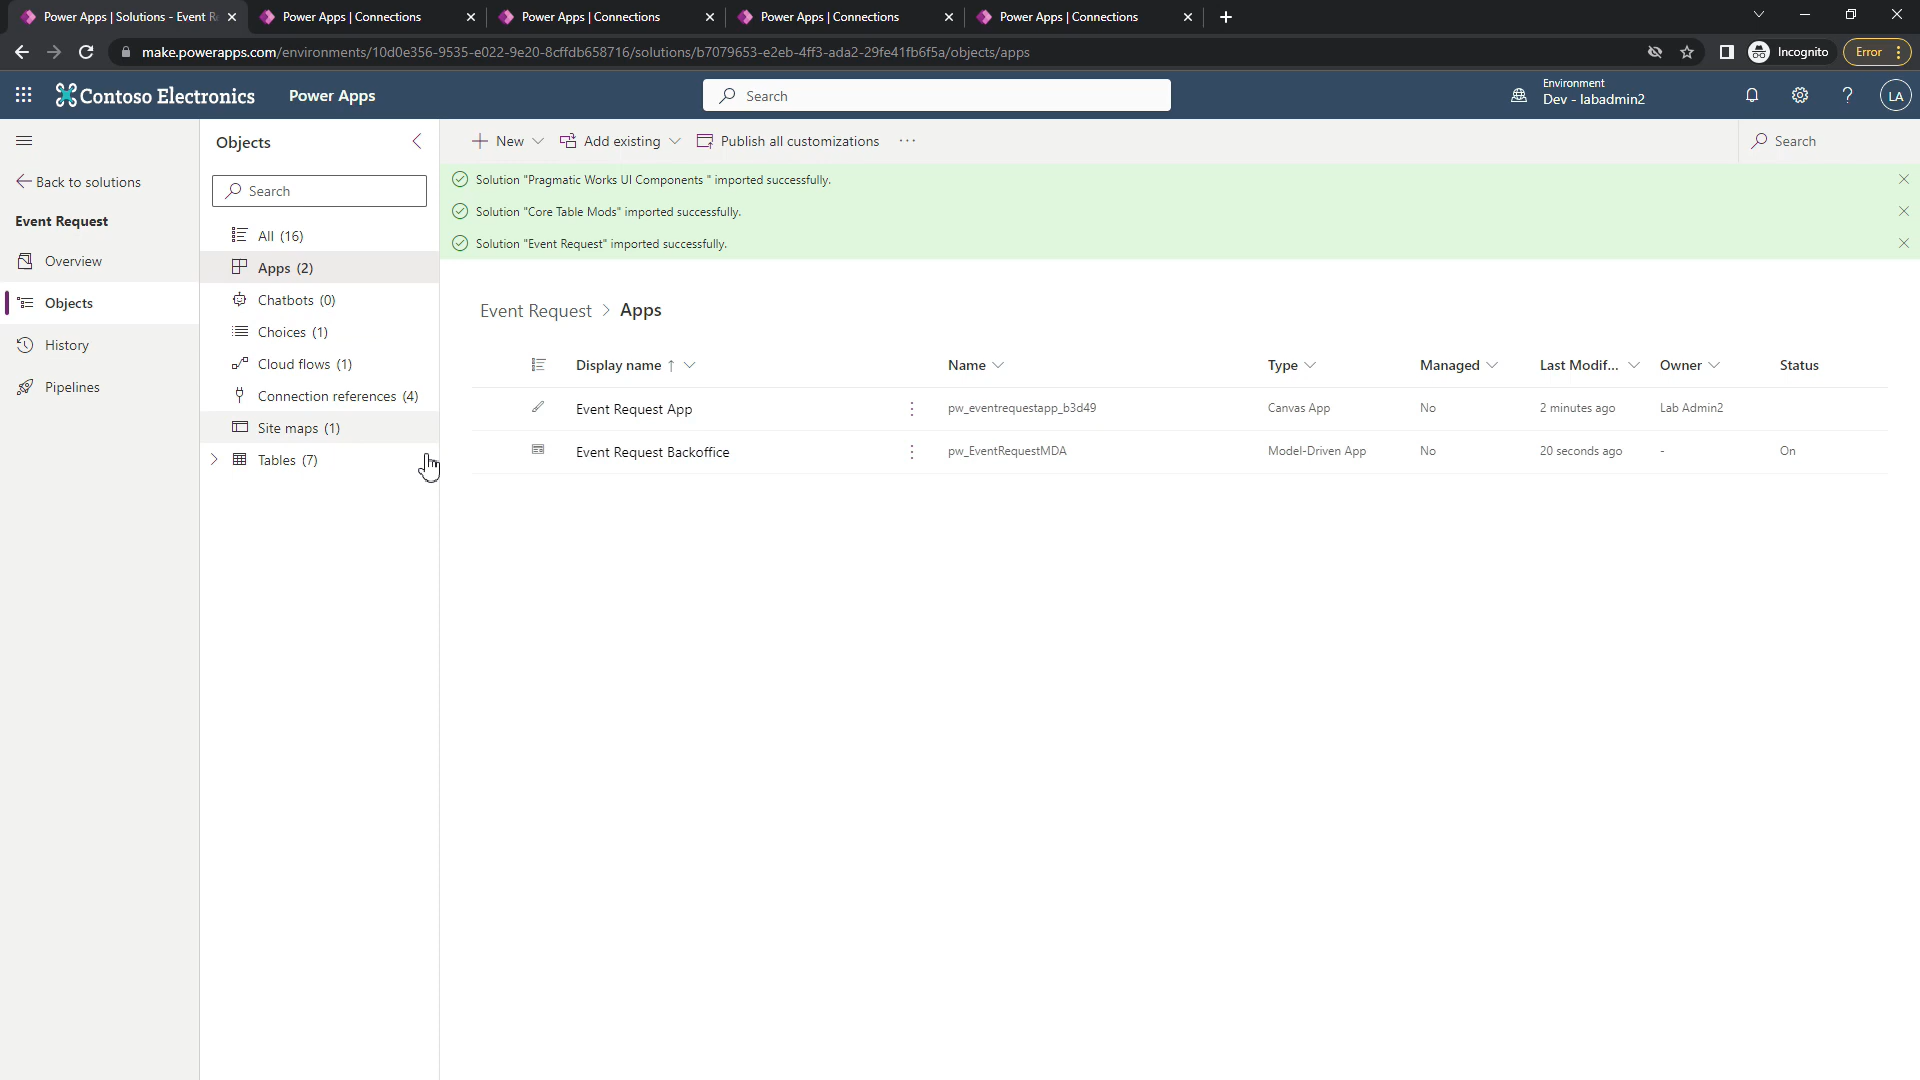 Power Apps | Solutions - Event R
Power Apps | Connections
Power Apps | Connections
Power Apps | Connections
Power Apps | Connections
make.powerapps.com/environments/10d0e356-9535-e022-9e20-8cffdb658716/solutions/b7079653-e2eb-4ff3-ada2-29fe41fb6f5a/objects/apps
Incognito
Error
Contoso Electronics
Power Apps
Search
Environment
Dev - labadmin2
LA
Objects
New
Add existing
Publish all customizations
Search
Back to solutions
Event Request
Overview
Objects
History
Pipelines
Search
All (16)
Apps (2)
Chatbots (0)
Choices (1)
Cloud flows (1)
Connection references (4)
Site maps (1)
Tables (7)
Solution "Pragmatic Works UI Components " imported successfully.
Solution "Core Table Mods" imported successfully.
Solution "Event Request" imported successfully.
Event Request > Apps
Display name ↑ Name Type Managed Last Modif... Owner Status
Event Request App pw_eventrequestapp_b3d49 Canvas App No 2 minutes ago Lab Admin2
Event Request Backoffice pw_EventRequestMDA Model-Driven App No 20 seconds ago - On